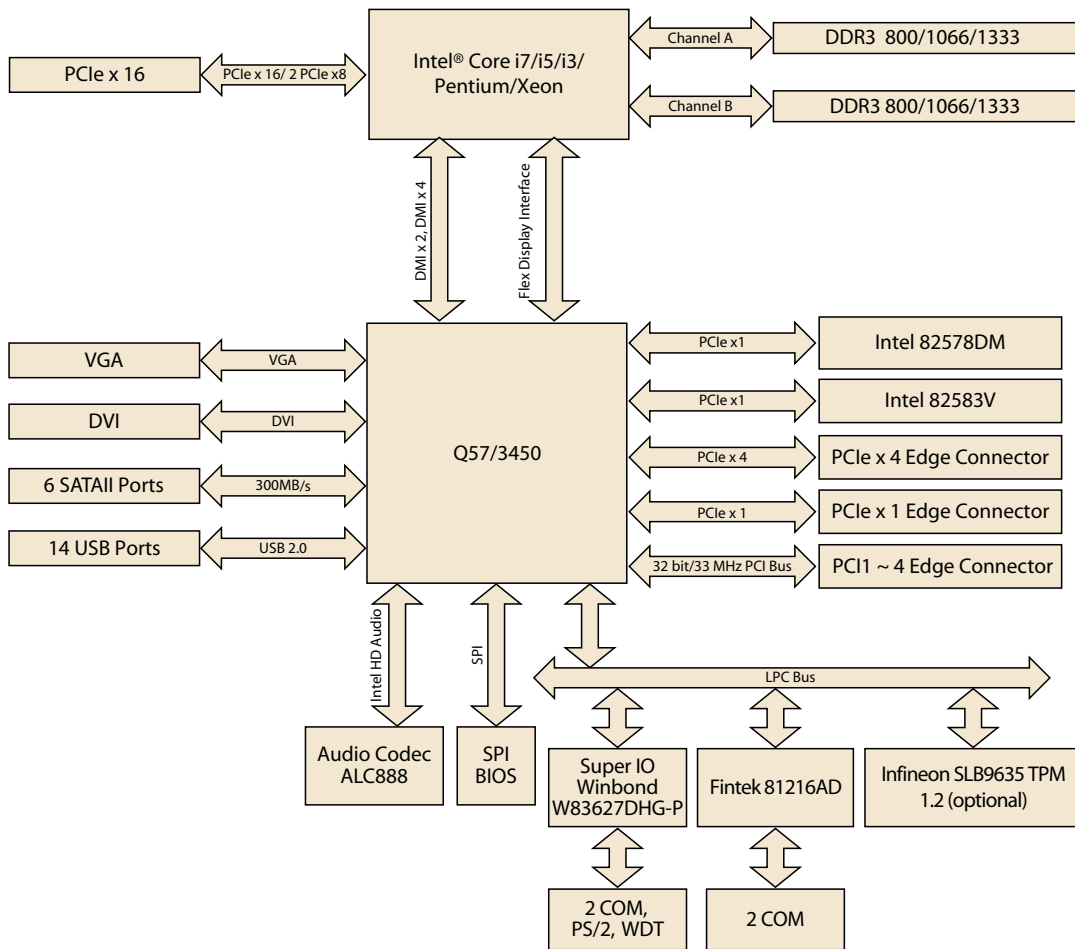 Intel® Core i7/i5/i3/
Pentium/Xeon
Channel A
DDR3 800/1066/1333
PCIe x 16
PCIe x 16/ 2 PCIe x8
Channel B
DDR3 800/1066/1333
DMI x 2, DMI x 4
Flex Display Interface
VGA
VGA
DVI
DVI
6 SATAII Ports
300MB/s
14 USB Ports
USB 2.0
Q57/3450
PCIe x1
Intel 82578DM
PCIe x1
Intel 82583V
PCIe x 4
PCIe x 4 Edge Connector
PCIe x 1
PCIe x 1 Edge Connector
32 bit/33 MHz PCI Bus
PCI1 ~ 4 Edge Connector
Intel HD Audio
SPI
LPC Bus
Audio Codec
ALC888
SPI
BIOS
Super IO
Winbond
W83627DHG-P
Fintek 81216AD
Infineon SLB9635 TPM
1.2 (optional)
2 COM,
PS/2, WDT
2 COM